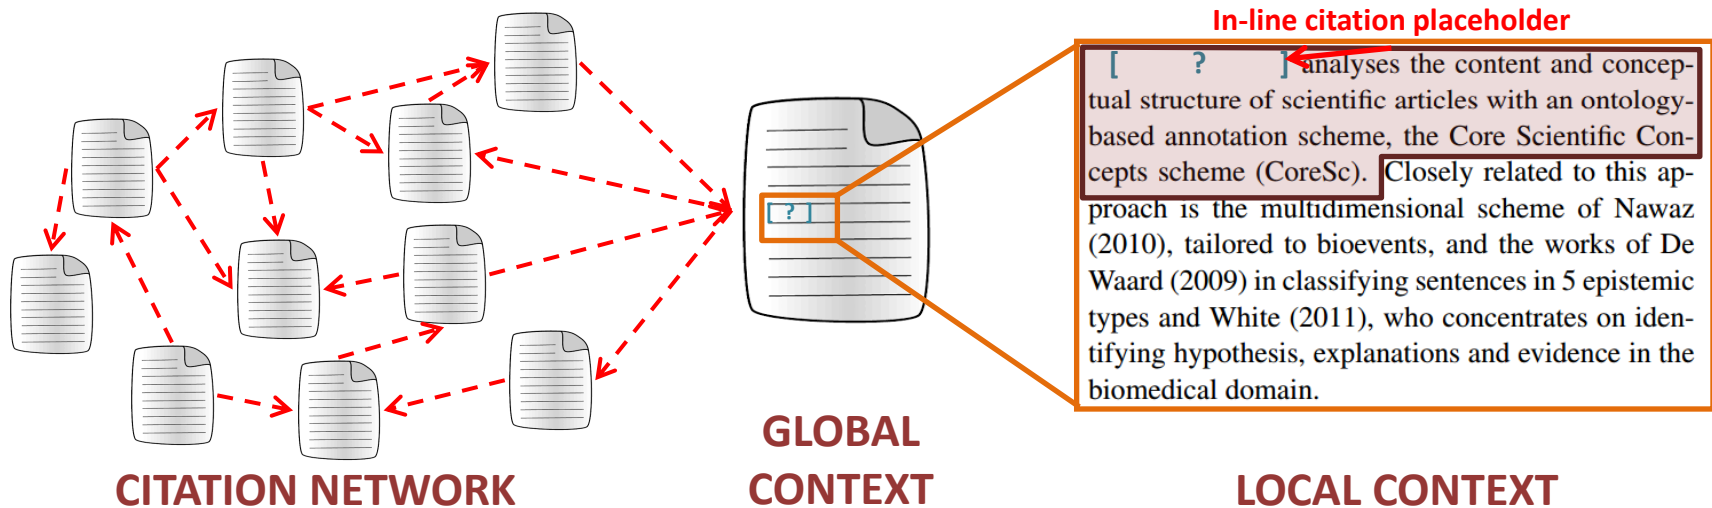 In-line citation placeholder
[ ? ] analyses the content and concep-
tual structure of scientific articles with an ontology-
based annotation scheme, the Core Scientific Con-
cepts scheme (CoreSc). Closely related to this ap-
proach is the multidimensional scheme of Nawaz
(2010), tailored to bioevents, and the works of De
Waard (2009) in classifying sentences in 5 epistemic
types and White (2011), who concentrates on iden-
tifying hypothesis, explanations and evidence in the
biomedical domain.
[ ? ]
CITATION NETWORK
GLOBAL
CONTEXT
LOCAL CONTEXT